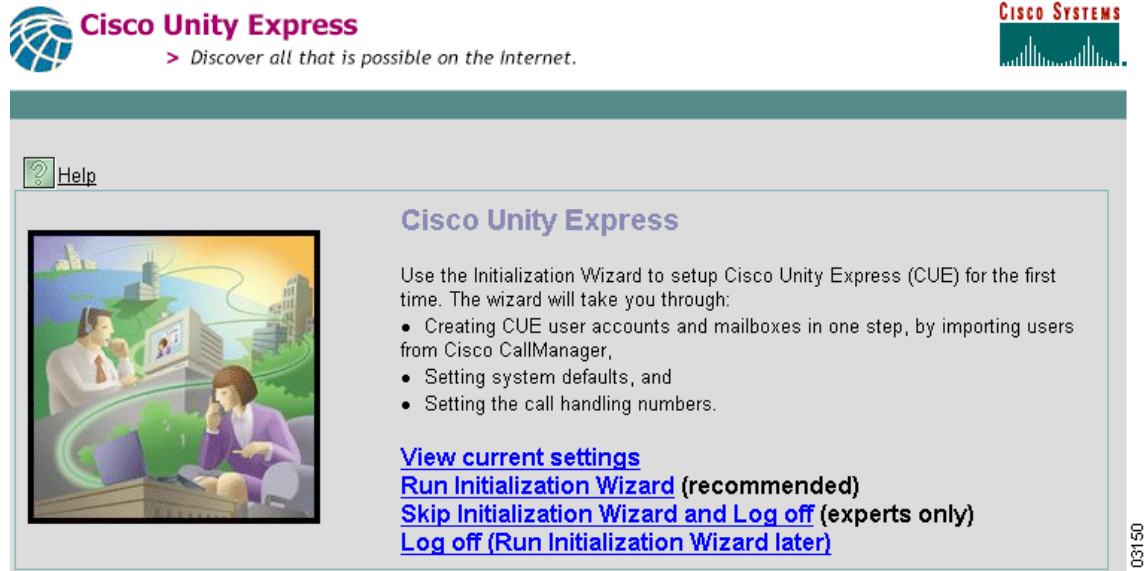 Cisco Unity Express
CISCO SYSTEMS
> Discover all that is possible on the Internet.
? Help
Cisco Unity Express
Use the Initialization Wizard to setup Cisco Unity Express (CUE) for the first
time. The wizard will take you through:
● Creating CUE user accounts and mailboxes in one step, by importing users
from Cisco CallManager,
● Setting system defaults, and
● Setting the call handling numbers.
View current settings
Run Initialization Wizard (recommended)
Skip Initialization Wizard and Log off (experts only)
Log off (Run Initialization Wizard later)
03150